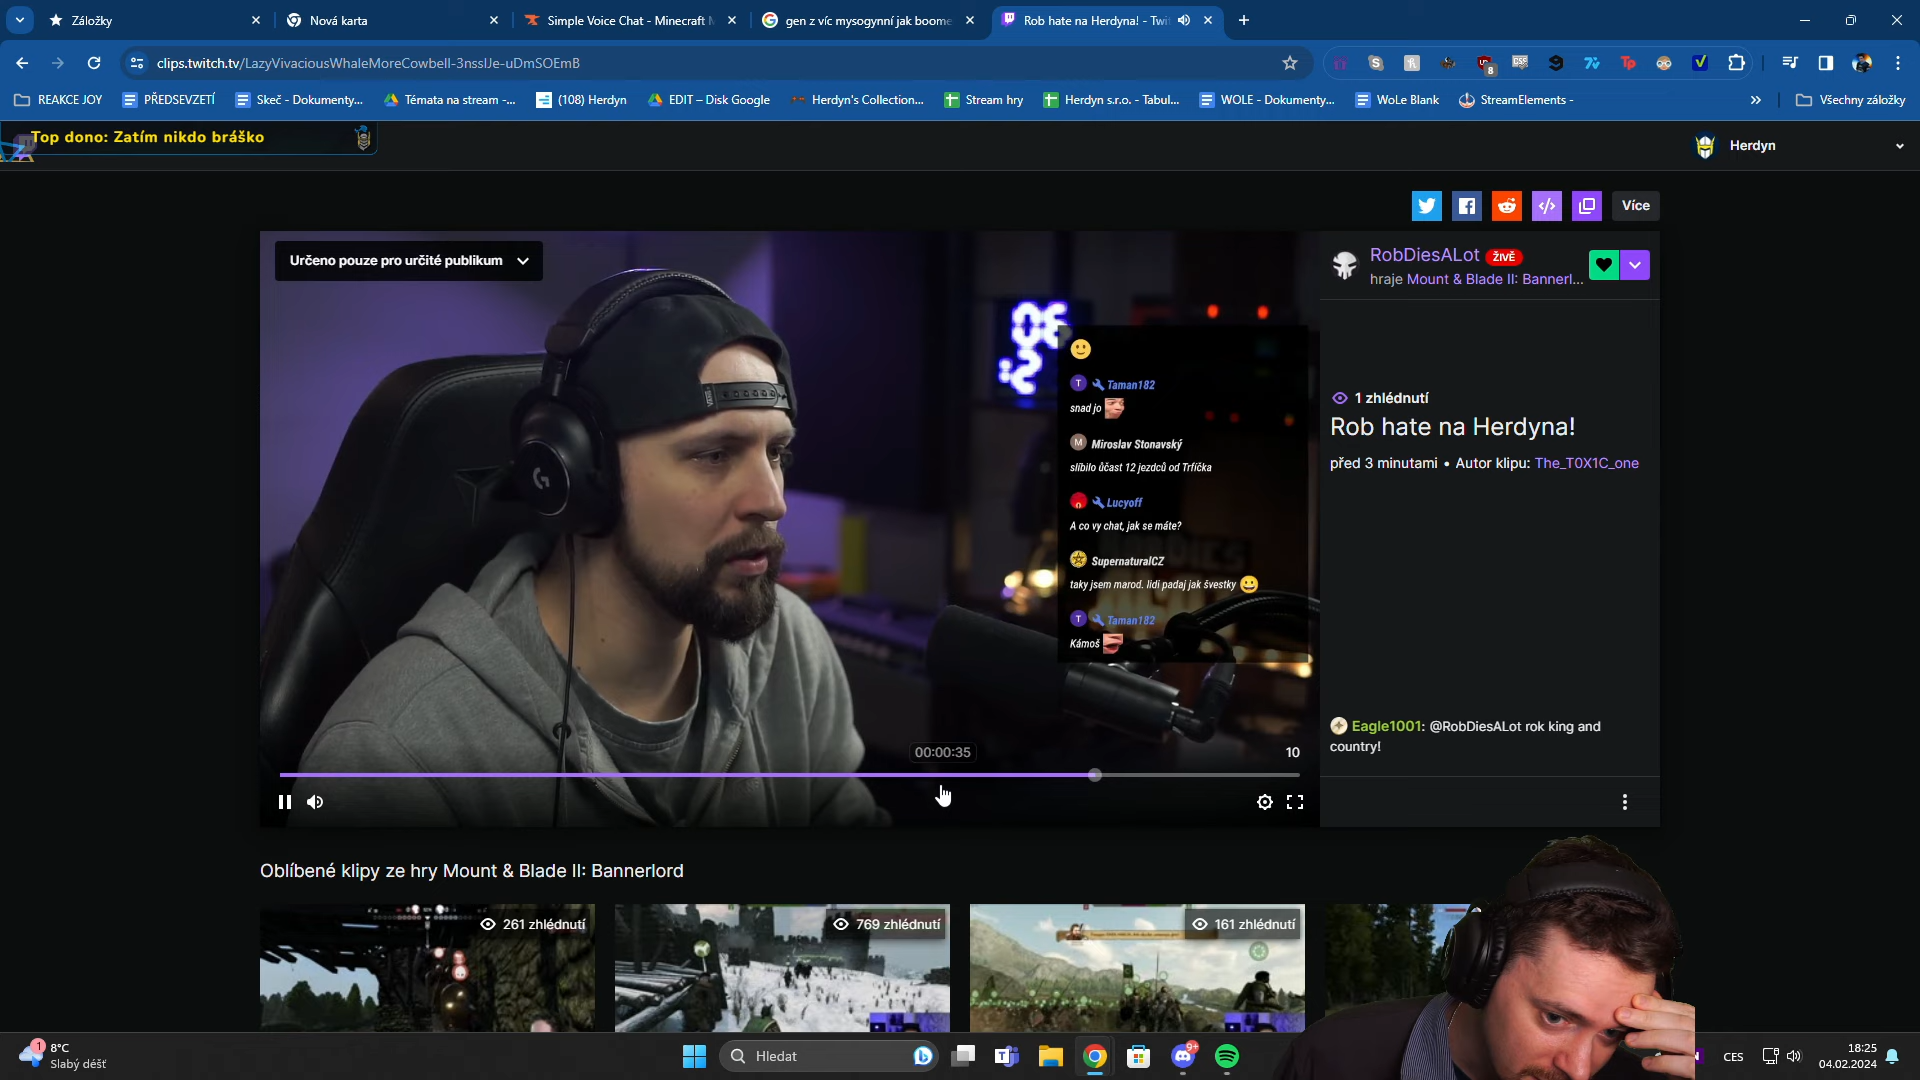 Záložky
Nová karta
Simple Voice Chat - Minecraft M
gen z víc mysogynní jak boome
Rob hate na Herdyna! - Twi
clips.twitch.tv/LazyVivaciousWhaleMoreCowbell-3nssIJe-uDmSOEmB
8
REAKCE JOY
PŘEDSEVZETÍ
Skeč - Dokumenty...
Témata na stream -...
(108) Herdyn
EDIT – Disk Google
Herdyn's Collection...
Stream hry
Herdyn s.r.o. - Tabul...
WOLE - Dokumenty...
WoLe Blank
StreamElements -
Všechny záložky
Top dono: Zatím nikdo bráško
Herdyn
Více
Určeno pouze pro určité publikum
RobDiesALot ŽIVĚ
hraje Mount & Blade II: Bannerl...
Taman182
snad jo
Miroslav Stonavský
slíbilo účast 12 jezdců od Trfíčka
Lucyoff
A co vy chat, jak se máte?
SupernaturalCZ
taky jsem marod. lidi padaj jak švestky
Taman182
Kámoš
1 zhlédnutí
Rob hate na Herdyna!
před 3 minutami • Autor klipu: The_T0X1C_one
Eagle1001: @RobDiesALot rok king and
country!
00:00:35
10
Oblíbené klipy ze hry Mount & Blade II: Bannerlord
261 zhlédnutí
769 zhlédnutí
161 zhlédnutí
1
8°C
Slabý déšť
Hledat
9+
CES
18:25
04.02.2024